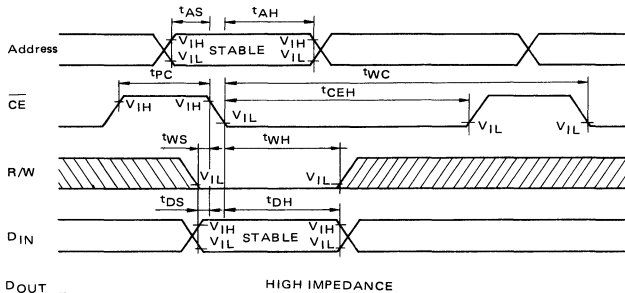 tAS tAH
Address VIH VIL STABLE VIH VIL
tPC tWC
CE VIH VIH tCEH VIL VIL VIL
tWS tWH
R/W VIL VIL
tDS tDH
DIN VIH VIL STABLE VIH VIL
DOUT HIGH IMPEDANCE